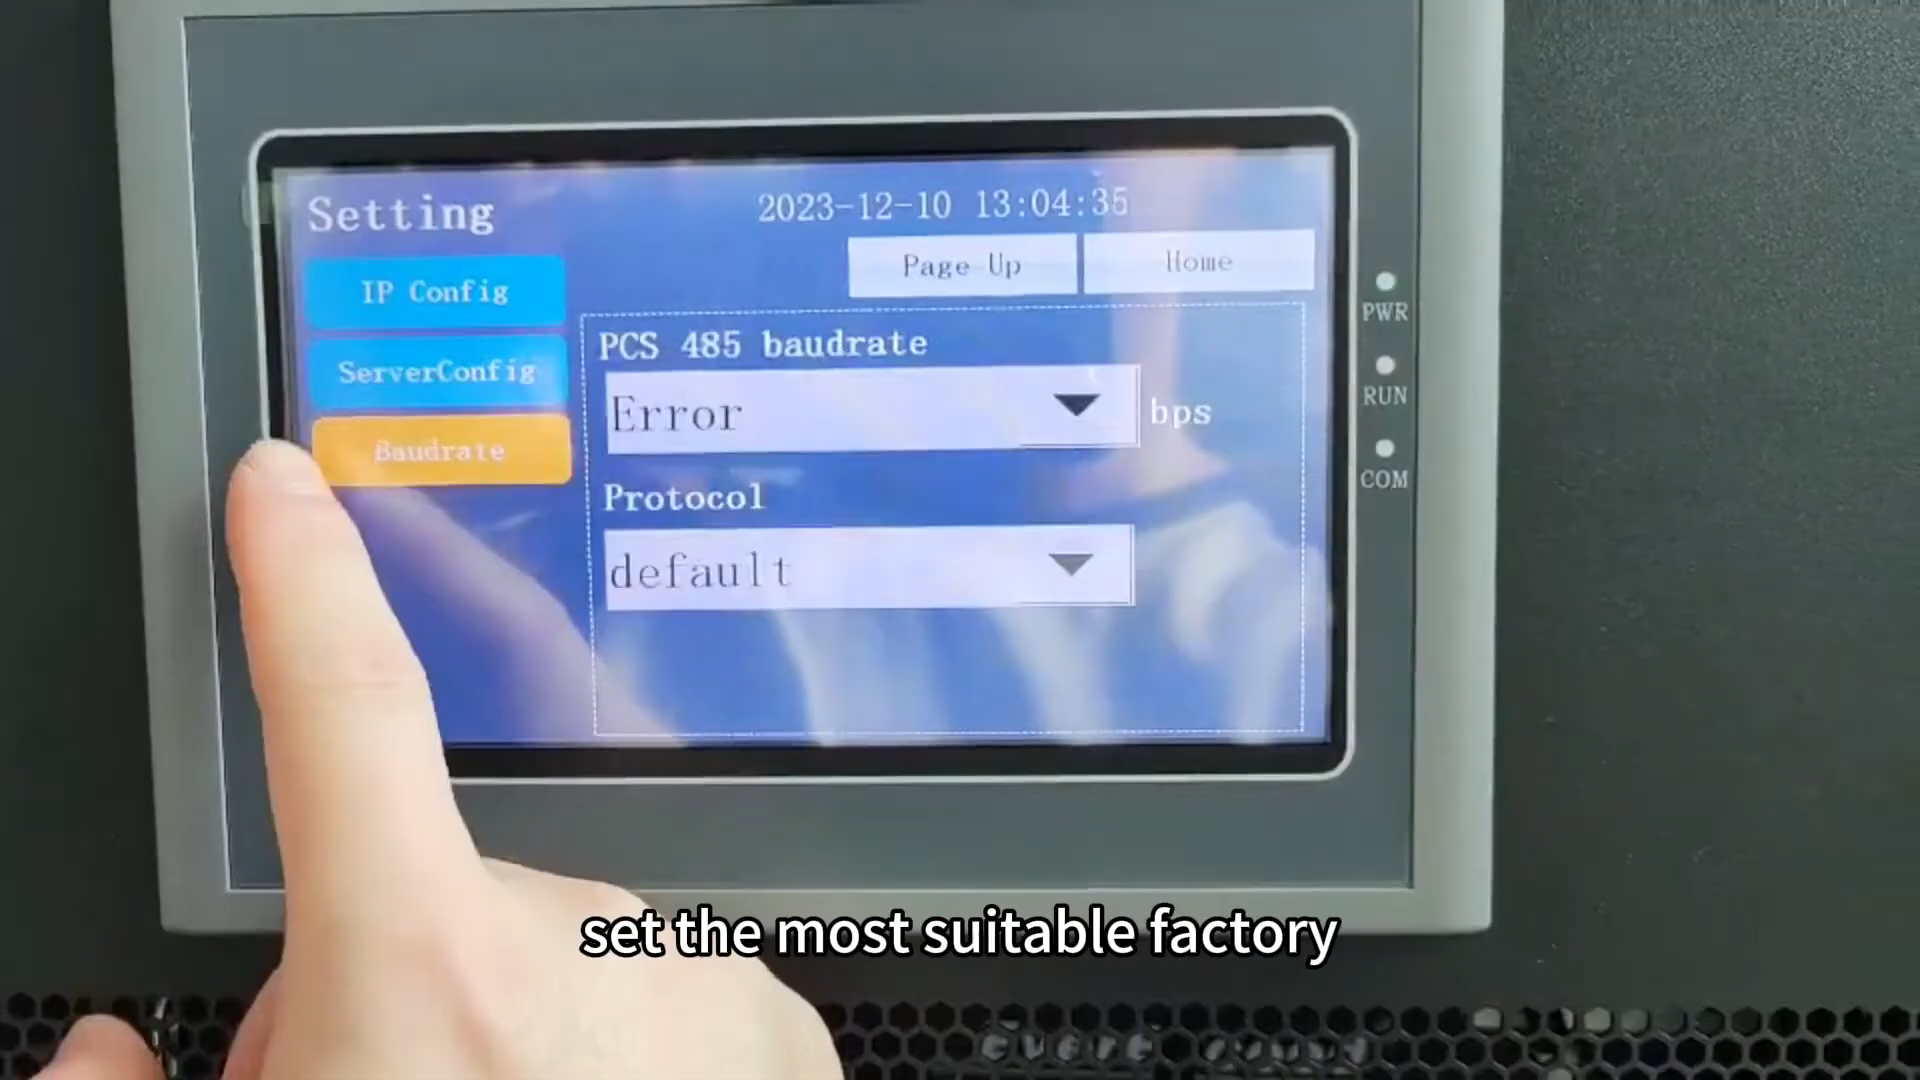 Setting
2023-12-10 13:04:35
Page Up
Home
IP Config
ServerConfig
Baudrate
PCS 485 baudrate
Error
bps
Protocol
default
PWR
RUN
COM
set the most suitable factory